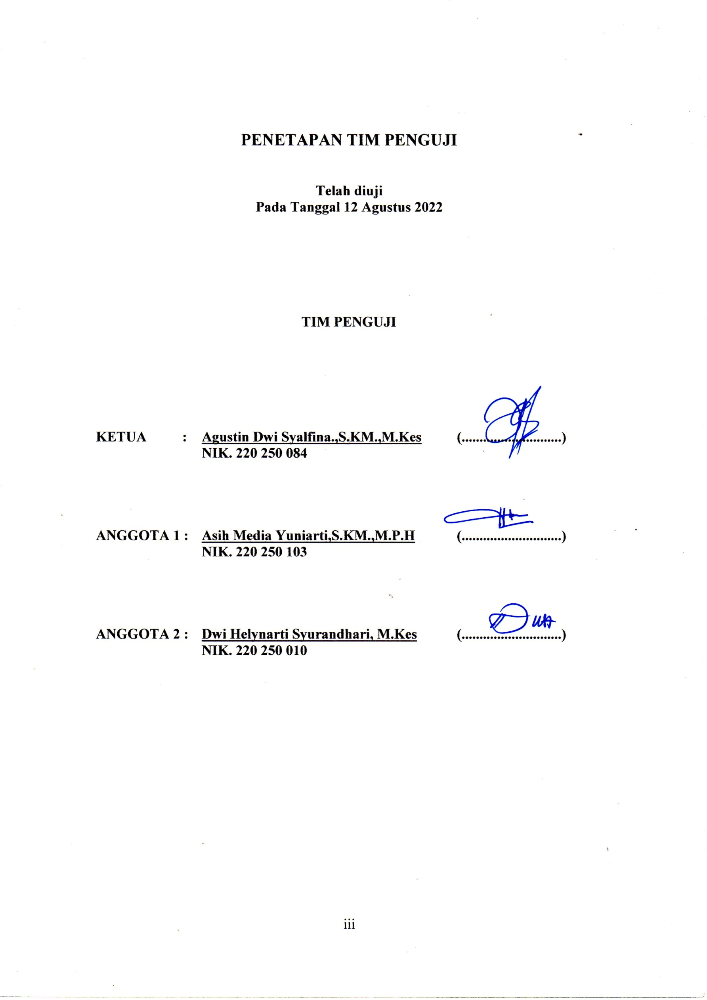 PENETAPAN TIM PENGUJI
Telah diuji
Pada Tanggal 12 Agustus 2022
TIM PENGUJI
KETUA : Agustin Dwi Syalfina.,S.KM.,M.Kes (............................)
NIK. 220 250 084
ANGGOTA 1 : Asih Media Yuniarti,S.KM.,M.P.H (............................)
NIK. 220 250 103
ANGGOTA 2 : Dwi Helynarti Syurandhari, M.Kes (............................)
NIK. 220 250 010
iii